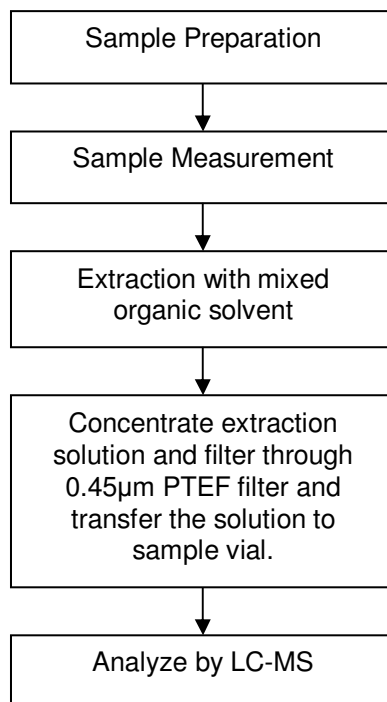 Sample Preparation
Sample Measurement
Extraction with mixed
organic solvent
Concentrate extraction
solution and filter through
0.45µm PTEF filter and
transfer the solution to
sample vial.
Analyze by LC-MS